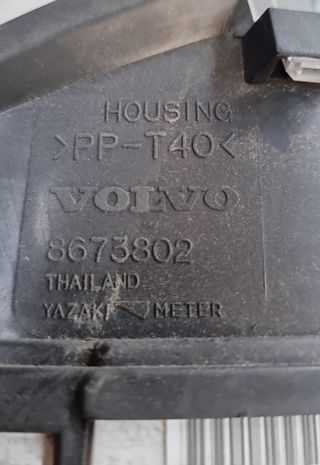 HOUSING
>PP-T40<
VOLVO
8673802
THAILAND
YAZAKI METER